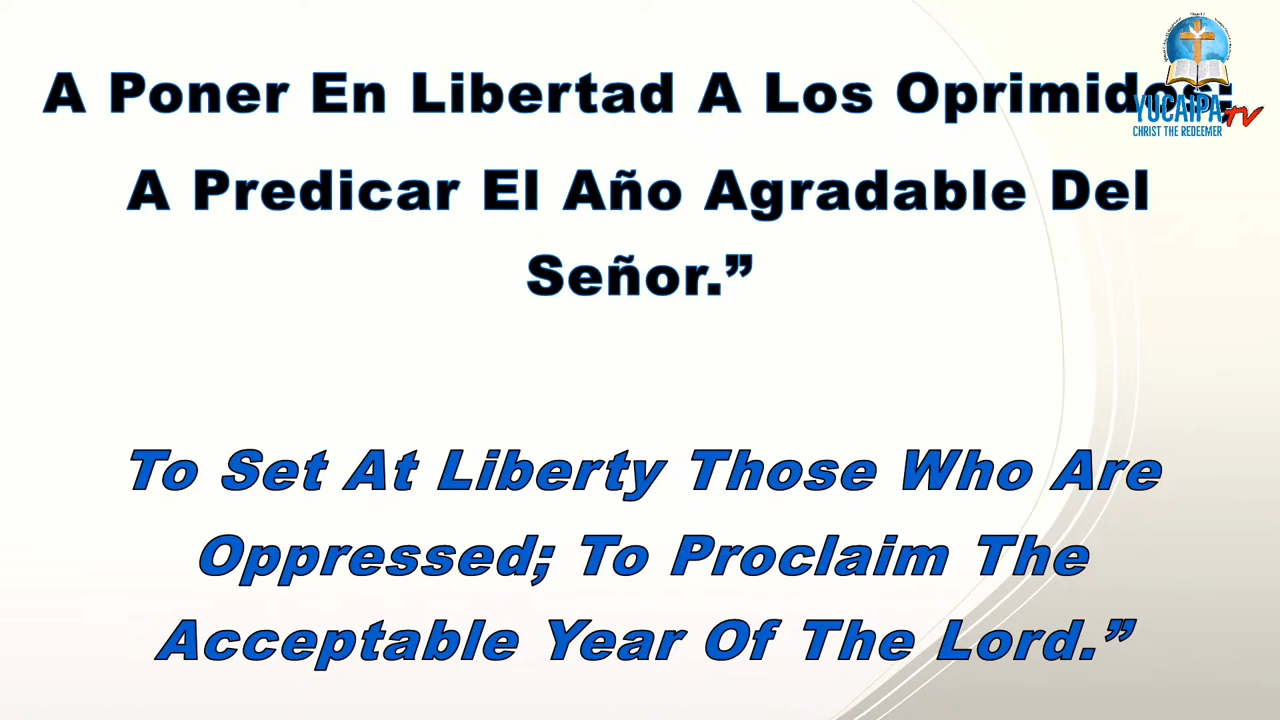 A Poner En Libertad A Los Oprimidos;
A Predicar El Año Agradable Del
Señor.”
To Set At Liberty Those Who Are
Oppressed; To Proclaim The
Acceptable Year Of The Lord.”
YUCAIPA TV
CHRIST THE REDEEMER